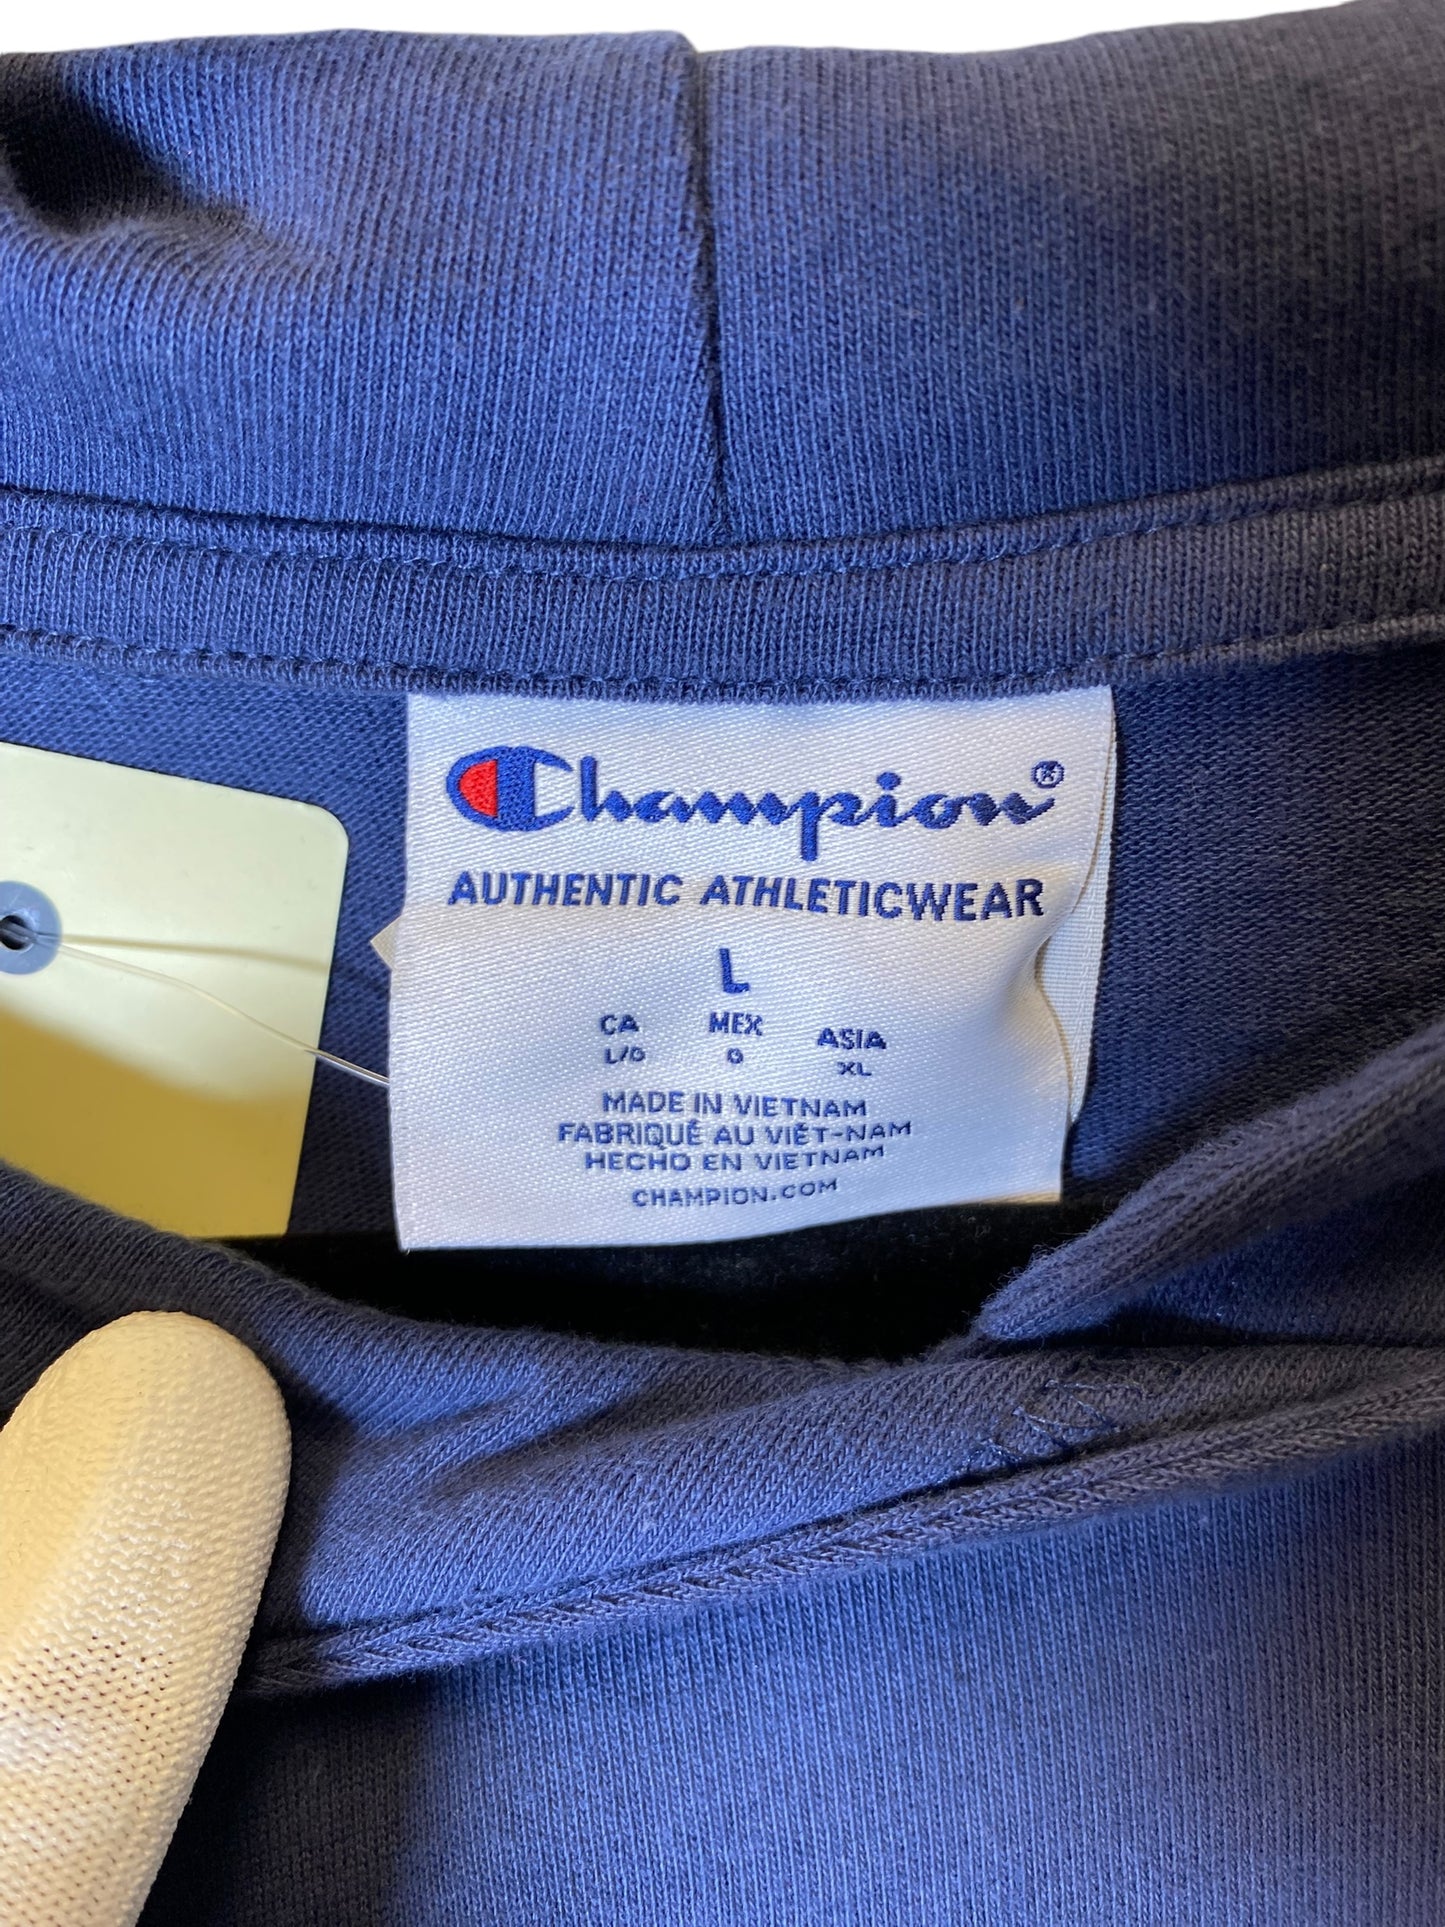 Champion®
AUTHENTIC ATHLETICWEAR
L
CA MEX ASIA
L/G G XL
MADE IN VIETNAM
FABRIQUÉ AU VIÊT-NAM
HECHO EN VIETNAM
CHAMPION.COM